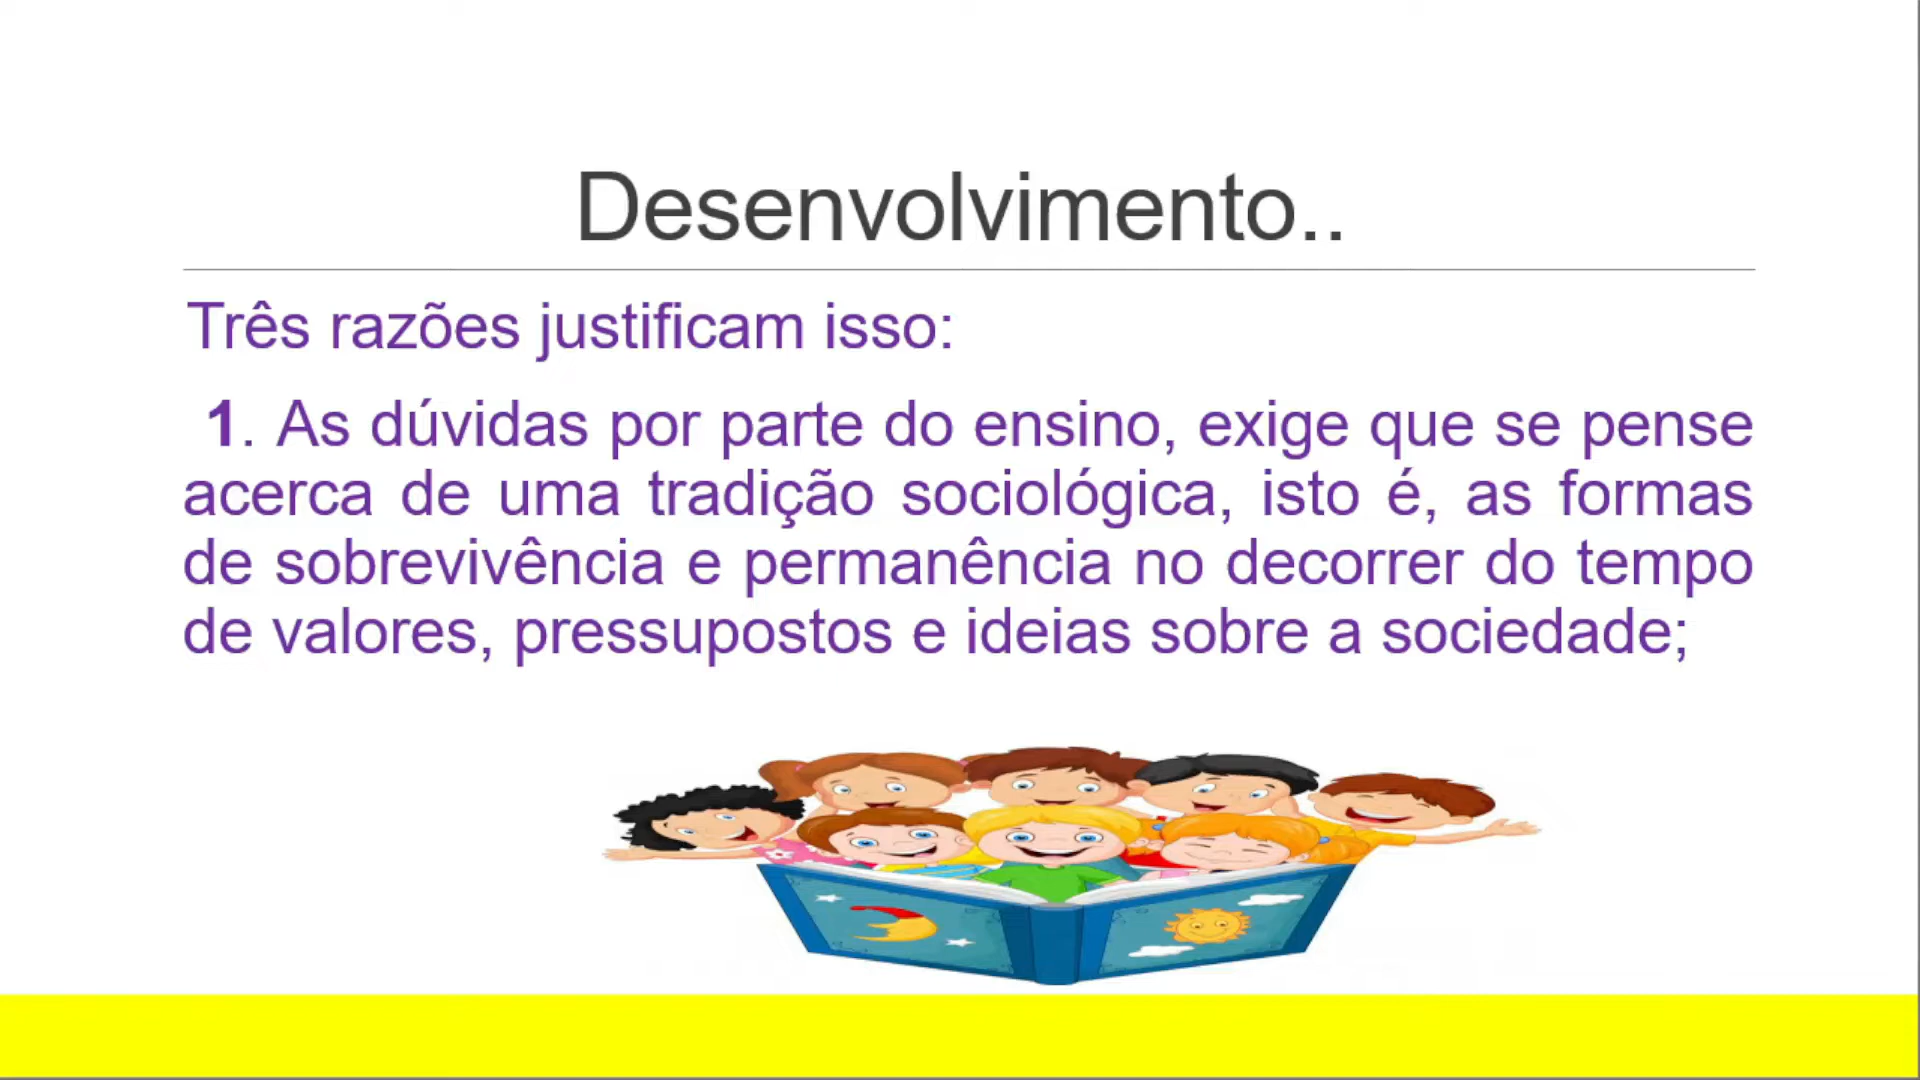 Desenvolvimento..
Três razões justificam isso:
1. As dúvidas por parte do ensino, exige que se pense
acerca de uma tradição sociológica, isto é, as formas
de sobrevivência e permanência no decorrer do tempo
de valores, pressupostos e ideias sobre a sociedade;